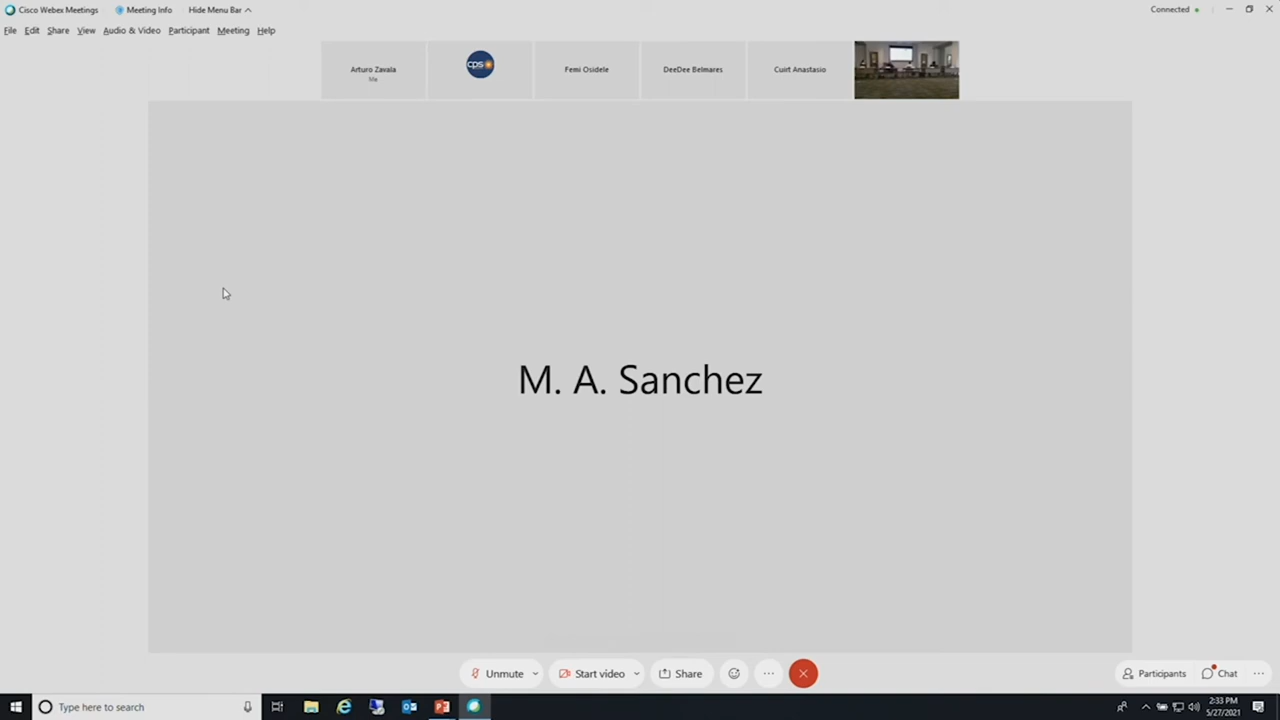 Cisco Webex Meetings
Meeting Info
Hide Menu Bar
Connected
File Edit Share View Audio & Video Participant Meeting Help
Arturo Zavala
Me
cps
Femi Osidele
DeeDee Belmares
Cuirt Anastasio
M. A. Sanchez
Unmute
Start video
Share
Participants
Chat
Type here to search
2:33 PM
5/27/2021